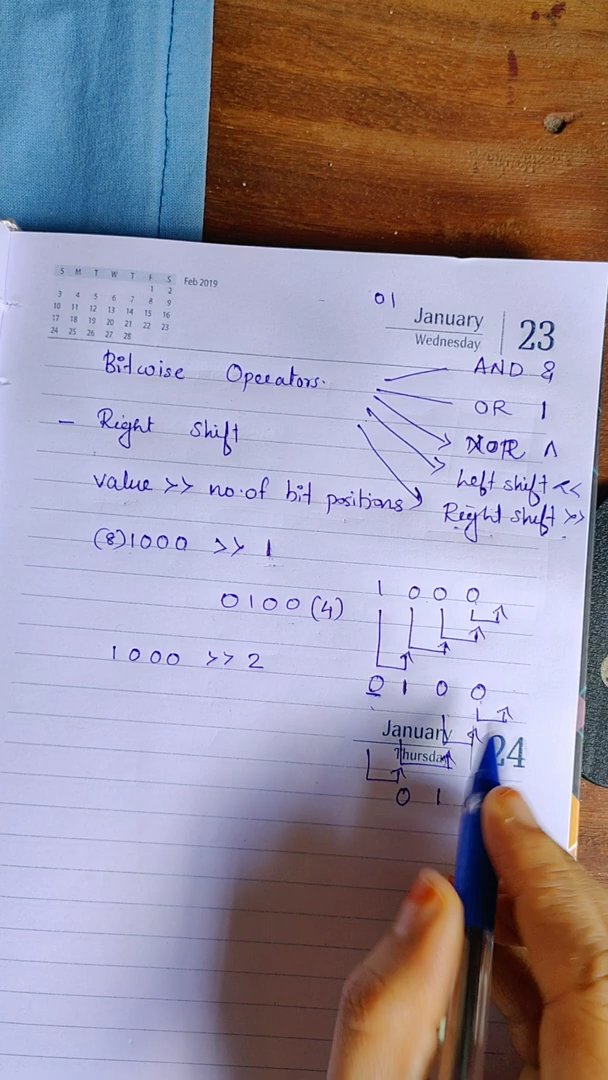 S M T W T F S Feb 2019
1 2
3 4 5 6 7 8 9
10 11 12 13 14 15 16
17 18 19 20 21 22 23
24 25 26 27 28
01
January 23
Wednesday
Bitwise Operators.
AND &
OR |
XOR ^
Left shift <<
Right shift >>
- Right shift
value >> no.of bit positions
(8)1000 >> 1
0100 (4)
1000 >> 2
1 0 0 0
0 1 0 0
January 24
Thursday
0 1